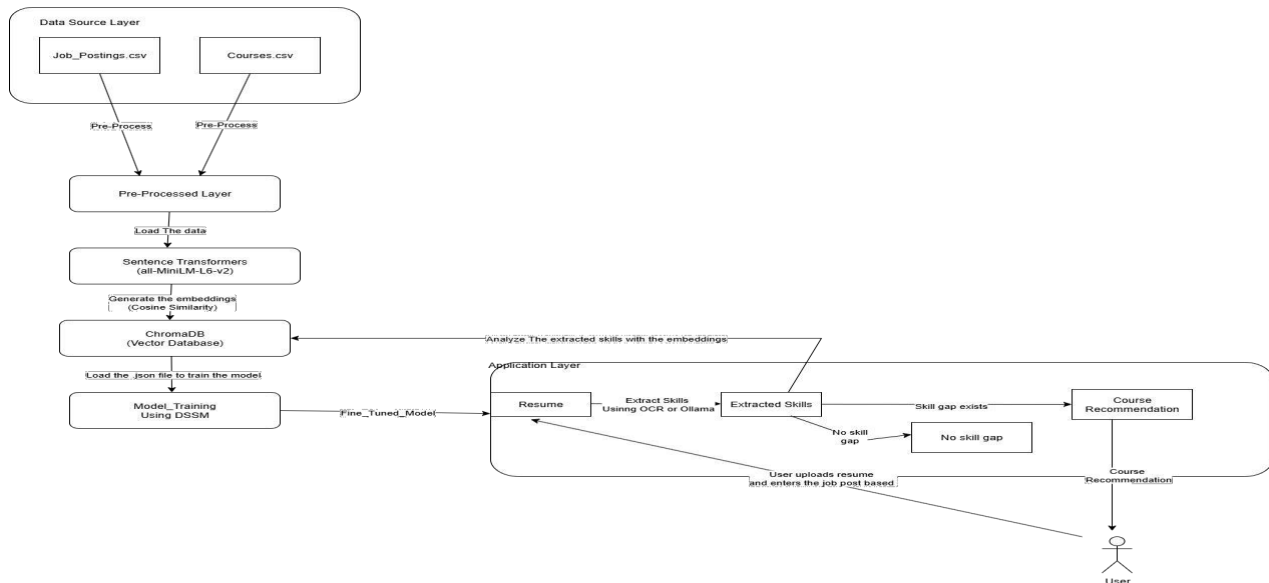 Data Source Layer
Job_Postings.csv
Courses.csv
Pre-Process
Pre-Process
Pre-Processed Layer
Load The data
Sentence Transformers
(all-MiniLM-L6-v2)
Generate the embeddings
(Cosine Similarity)
ChromaDB
(Vector Database)
Analyze The extracted skills with the embeddings
Load the .json file to train the model
Application Layer
Model_Training
Using DSSM
Fine_Tuned_Model
Resume
Extract Skills
Usinng OCR or Ollama
Extracted Skills
Skill gap exists
Course
Recommendation
No skill
gap
No skill gap
User uploads resume
and enters the job post based
Course
Recommendation
User